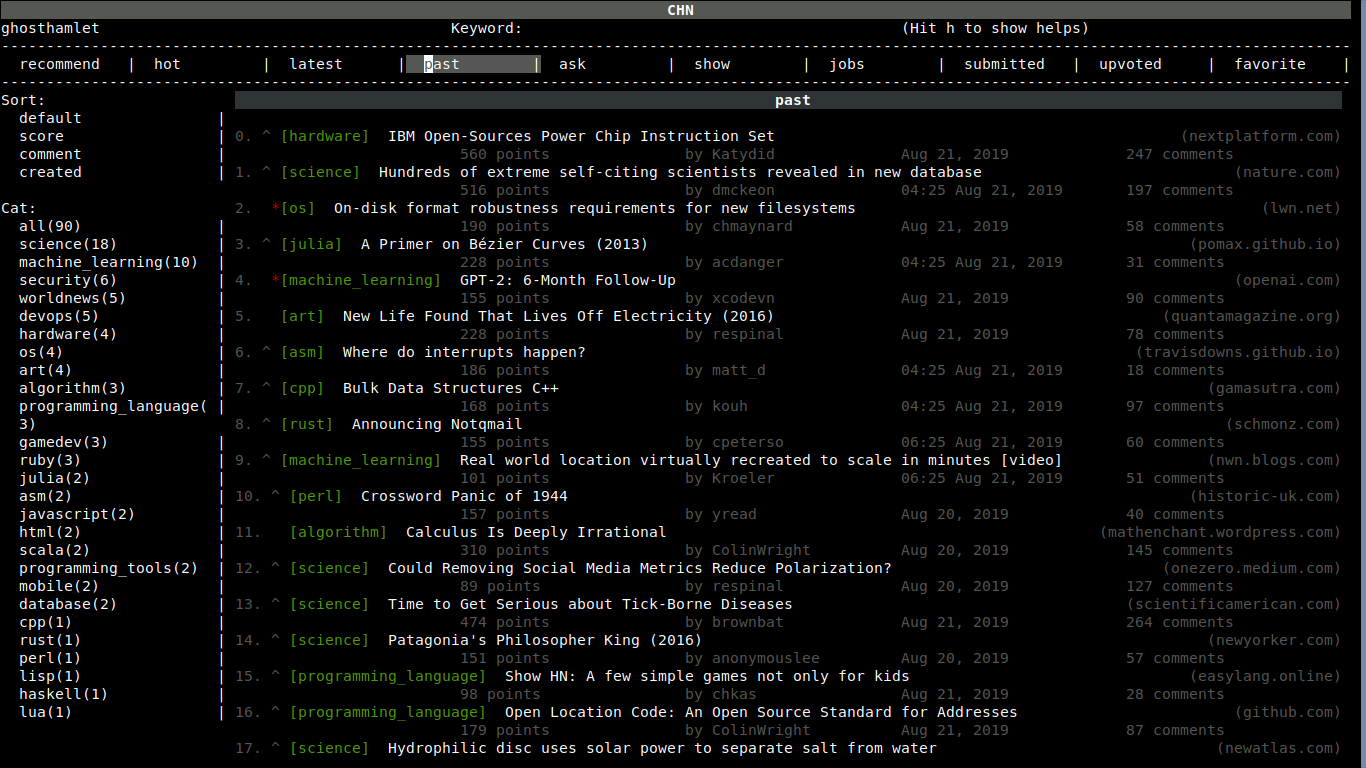 CHN
ghosthamlet Keyword: (Hit h to show helps)
------------------------------------------------------------------------------------------------------------------------------------------------------
recommend | hot | latest | past | ask | show | jobs | submitted | upvoted | favorite |
------------------------------------------------------------------------------------------------------------------------------------------------------
Sort:
default |
score |
comment |
created |
Cat:
all(90) |
science(18) |
machine_learning(10) |
security(6) |
worldnews(5) |
devops(5) |
hardware(4) |
os(4) |
art(4) |
algorithm(3) |
programming_language( |
3)
gamedev(3) |
ruby(3) |
julia(2) |
asm(2) |
javascript(2) |
html(2) |
scala(2) |
programming_tools(2) |
mobile(2) |
database(2) |
cpp(1) |
rust(1) |
perl(1) |
lisp(1) |
haskell(1) |
lua(1) |
past
0. ^ [hardware] IBM Open-Sources Power Chip Instruction Set (nextplatform.com)
560 points by Katydid Aug 21, 2019 247 comments
1. ^ [science] Hundreds of extreme self-citing scientists revealed in new database (nature.com)
516 points by dmckeon 04:25 Aug 21, 2019 197 comments
2. *[os] On-disk format robustness requirements for new filesystems (lwn.net)
190 points by chmaynard Aug 21, 2019 58 comments
3. ^ [julia] A Primer on Bézier Curves (2013) (pomax.github.io)
228 points by acdanger 04:25 Aug 21, 2019 31 comments
4. *[machine_learning] GPT-2: 6-Month Follow-Up (openai.com)
155 points by xcodevn Aug 21, 2019 90 comments
5. [art] New Life Found That Lives Off Electricity (2016) (quantamagazine.org)
228 points by respinal Aug 21, 2019 78 comments
6. ^ [asm] Where do interrupts happen? (travisdowns.github.io)
186 points by matt_d 04:25 Aug 21, 2019 18 comments
7. ^ [cpp] Bulk Data Structures C++ (gamasutra.com)
168 points by kouh 04:25 Aug 21, 2019 97 comments
8. ^ [rust] Announcing Notqmail (schmonz.com)
155 points by cpeterso 06:25 Aug 21, 2019 60 comments
9. ^ [machine_learning] Real world location virtually recreated to scale in minutes [video] (nwn.blogs.com)
101 points by Kroeler 06:25 Aug 21, 2019 51 comments
10. ^ [perl] Crossword Panic of 1944 (historic-uk.com)
157 points by yread Aug 20, 2019 40 comments
11. [algorithm] Calculus Is Deeply Irrational (mathenchant.wordpress.com)
310 points by ColinWright Aug 20, 2019 145 comments
12. ^ [science] Could Removing Social Media Metrics Reduce Polarization? (onezero.medium.com)
89 points by respinal Aug 20, 2019 127 comments
13. ^ [science] Time to Get Serious about Tick-Borne Diseases (scientificamerican.com)
474 points by brownbat Aug 21, 2019 264 comments
14. ^ [science] Patagonia's Philosopher King (2016) (newyorker.com)
151 points by anonymouslee Aug 20, 2019 57 comments
15. ^ [programming_language] Show HN: A few simple games not only for kids (easylang.online)
98 points by chkas Aug 21, 2019 28 comments
16. ^ [programming_language] Open Location Code: An Open Source Standard for Addresses (github.com)
179 points by ColinWright Aug 21, 2019 87 comments
17. ^ [science] Hydrophilic disc uses solar power to separate salt from water (newatlas.com)